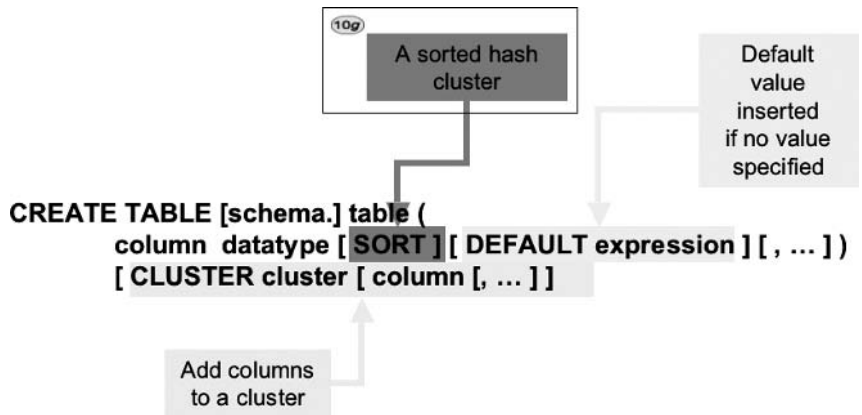 10g
A sorted hash
cluster
Default
value
inserted
if no value
specified
CREATE TABLE [schema.] table (
column datatype [ SORT ] [ DEFAULT expression ] [ , … ] )
[ CLUSTER cluster [ column [, … ] ]
Add columns
to a cluster